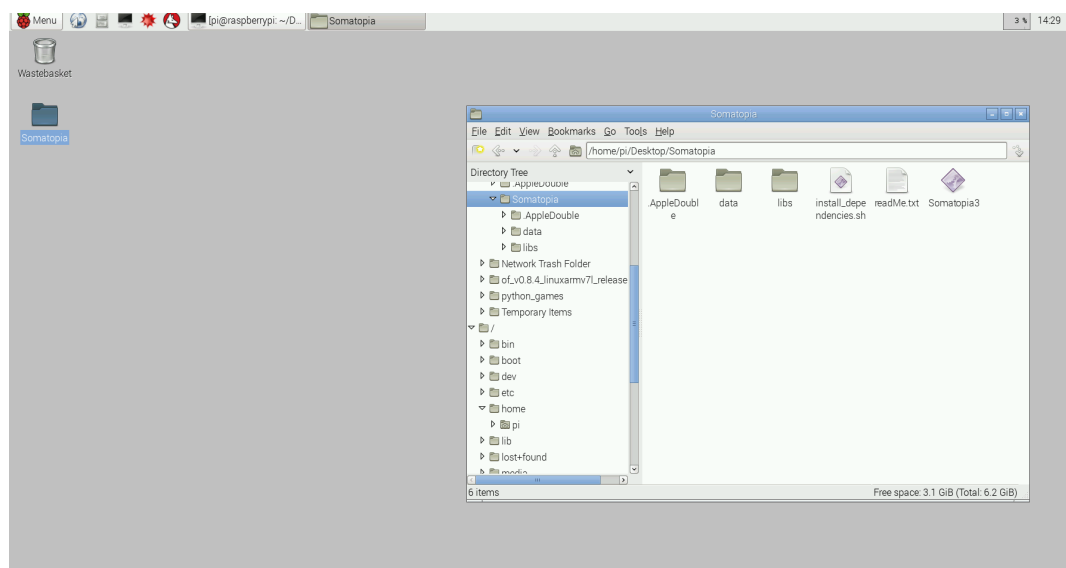 Menu [pi@raspberrypi: ~/D... Somatopia 3 % 14:29
Wastebasket
Somatopia
Somatopia
File Edit View Bookmarks Go Tools Help
/home/pi/Desktop/Somatopia
Directory Tree
.AppleDouble
Somatopia
.AppleDouble
data
libs
Network Trash Folder
of_v0.8.4_linuxarmv7l_release
python_games
Temporary Items
/
bin
boot
dev
etc
home
pi
lib
lost+found
media
.AppleDoubl
e
data
libs
install_depe
ndencies.sh
readMe.txt
Somatopia3
6 items
Free space: 3.1 GiB (Total: 6.2 GiB)